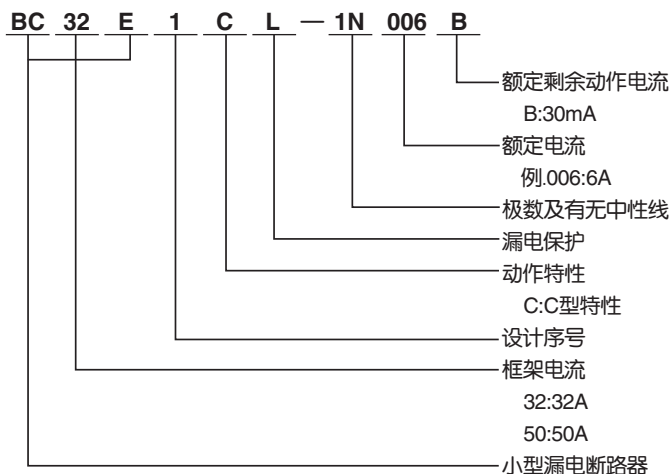 BC 32 E 1 C L — 1N 006 B
额定剩余动作电流
B:30mA
额定电流
例.006:6A
极数及有无中性线
漏电保护
动作特性
C:C型特性
设计序号
框架电流
32:32A
50:50A
小型漏电断路器